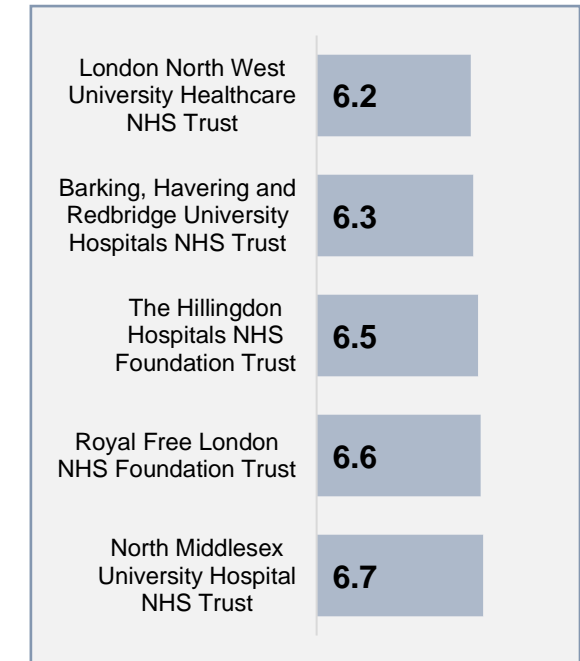 London North West
University Healthcare
NHS Trust
6.2
Barking, Havering and
Redbridge University
Hospitals NHS Trust
6.3
The Hillingdon
Hospitals NHS
Foundation Trust
6.5
Royal Free London
NHS Foundation Trust
6.6
North Middlesex
University Hospital
NHS Trust
6.7